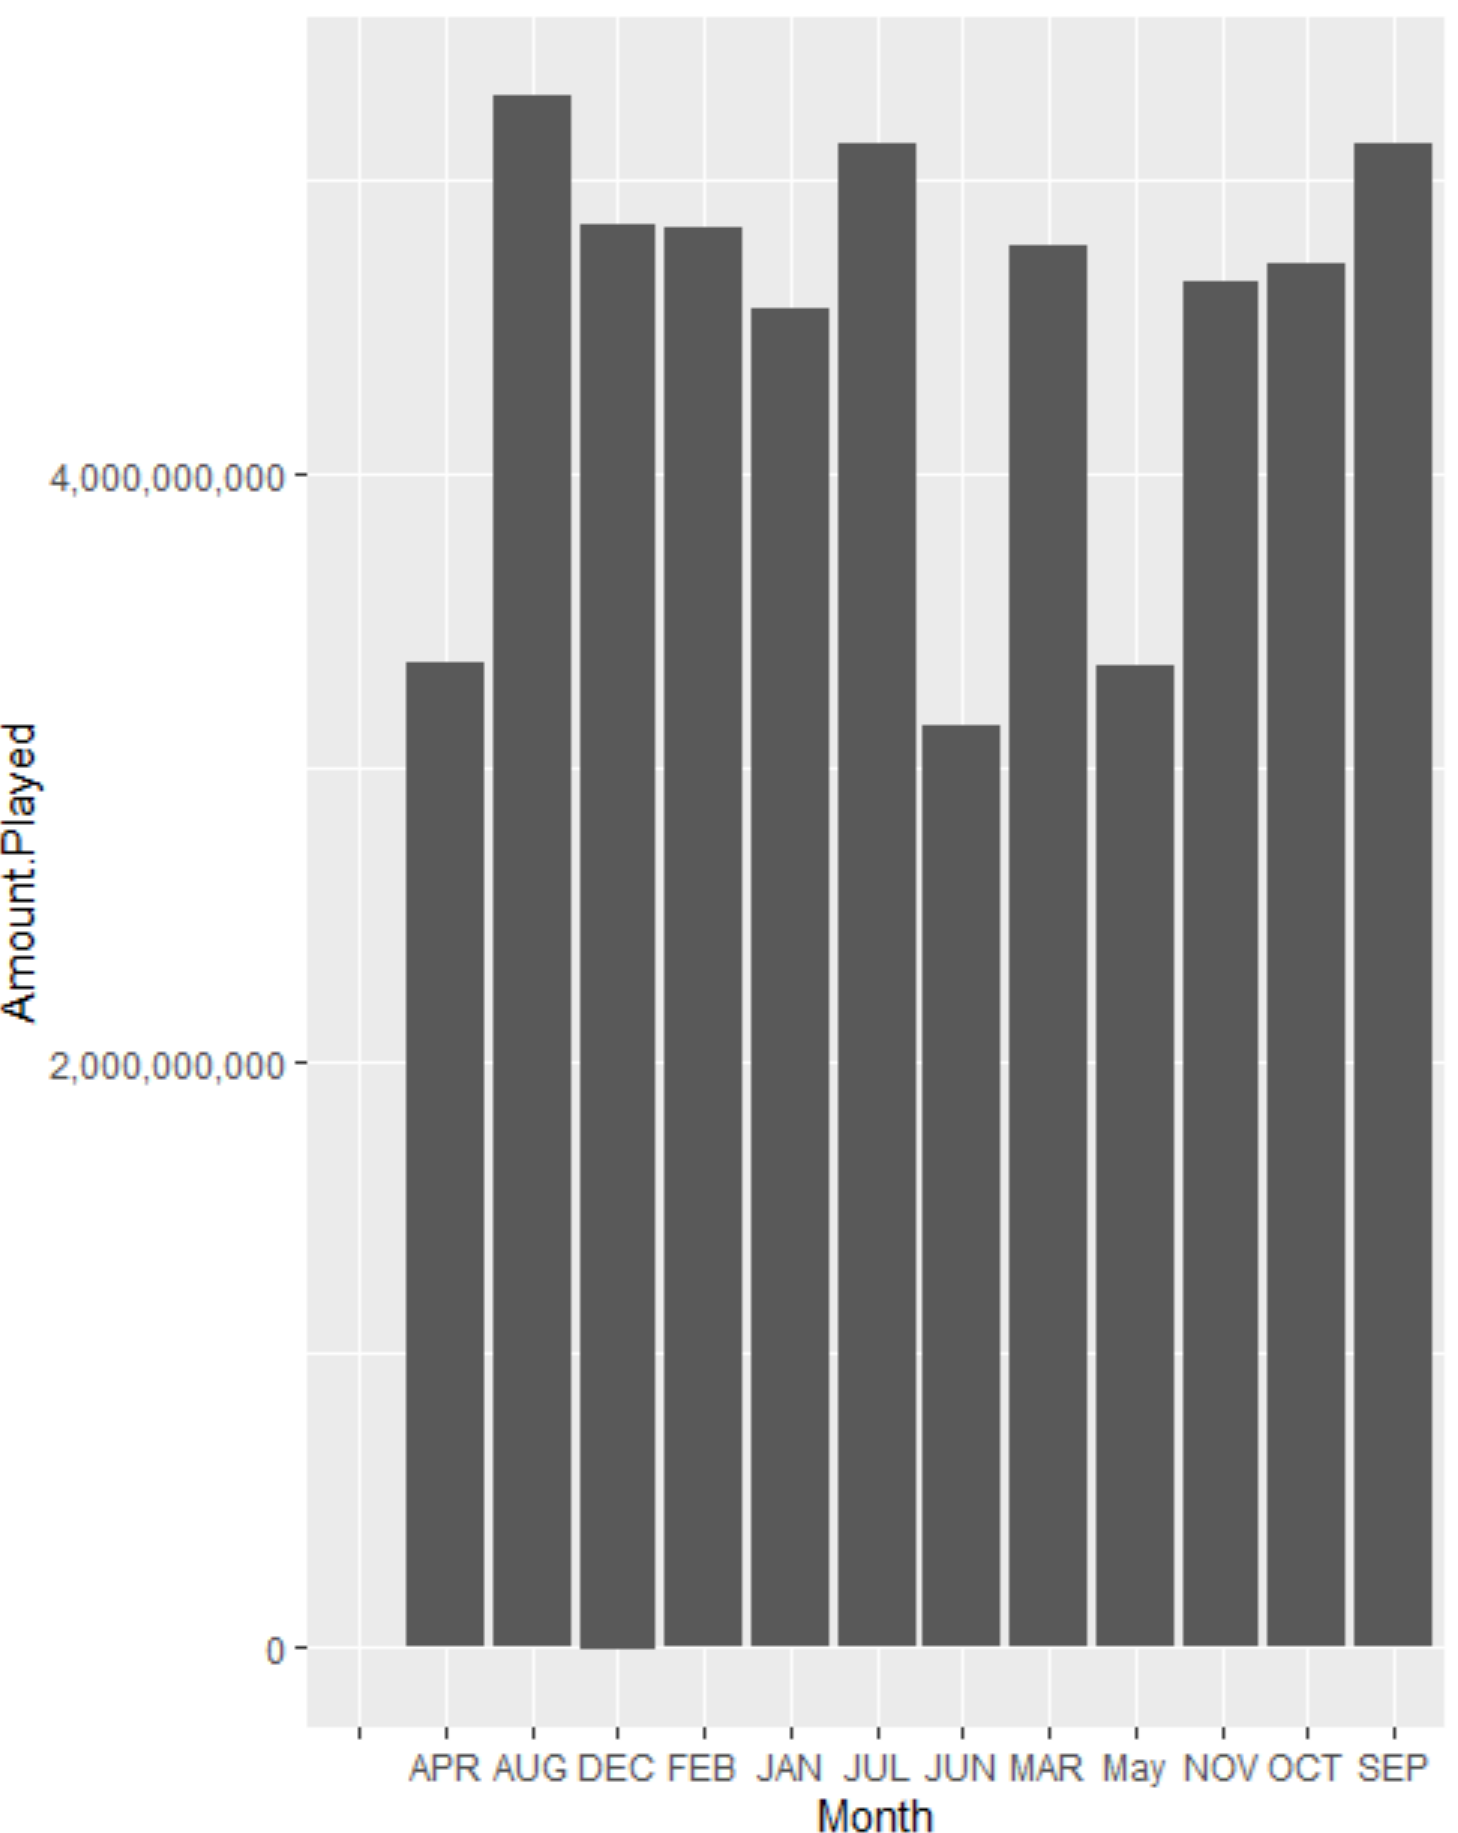 Amount.Played
4,000,000,000
2,000,000,000
0
APR AUG DEC FEB JAN JUL JUN MAR May NOV OCT SEP
Month